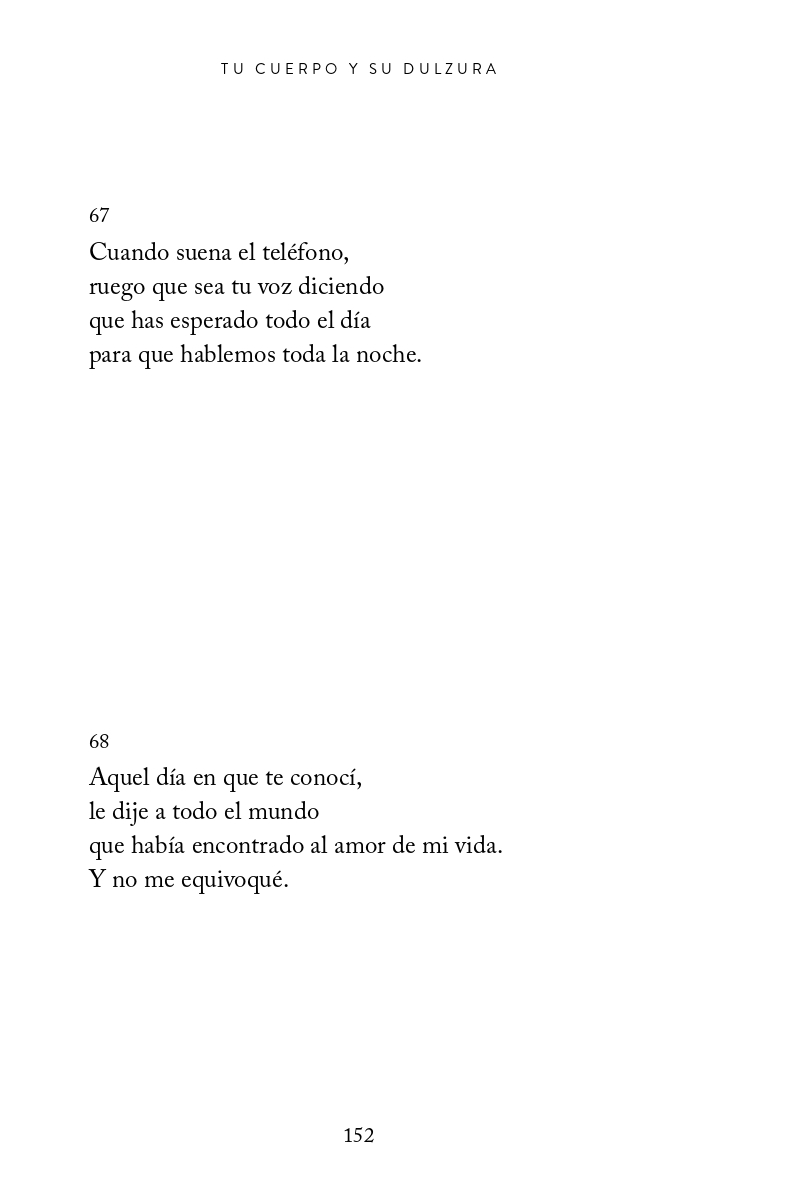 TU CUERPO Y SU DULZURA
67
Cuando suena el teléfono,
ruego que sea tu voz diciendo
que has esperado todo el día
para que hablemos toda la noche.
68
Aquel día en que te conocí,
le dije a todo el mundo
que había encontrado al amor de mi vida.
Y no me equivoqué.
152